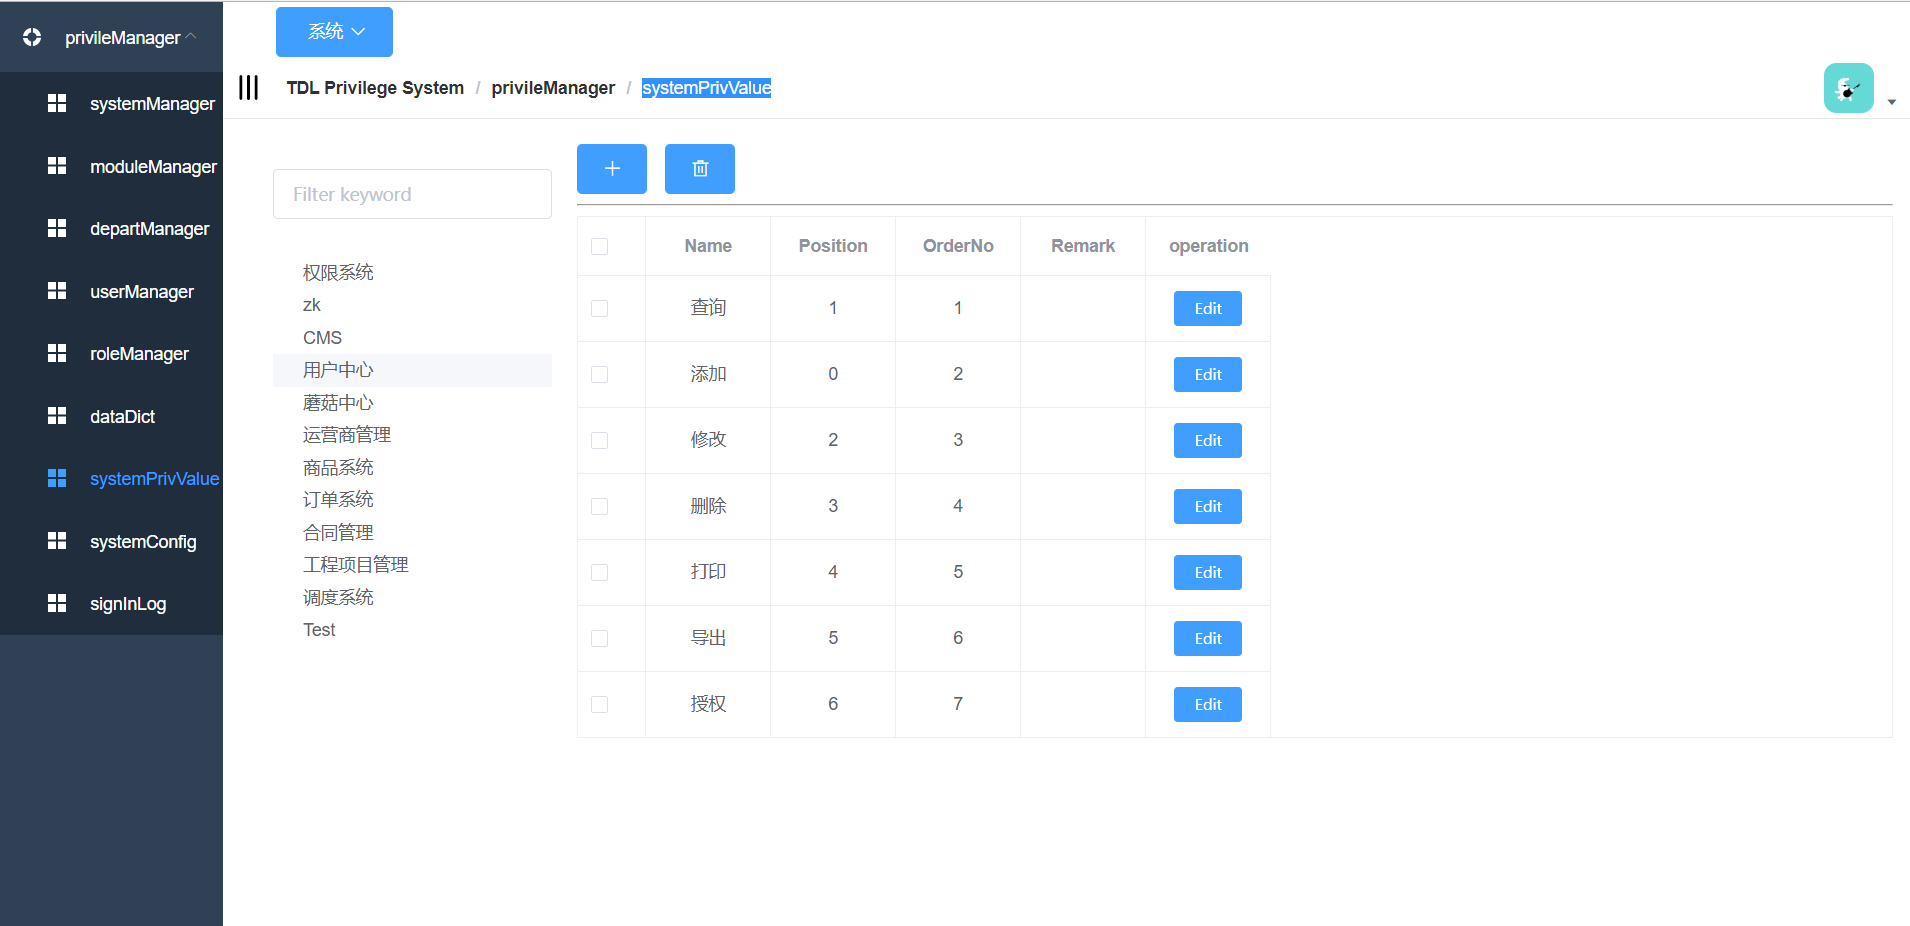 privileManager
systemManager
moduleManager
departManager
userManager
roleManager
dataDict
systemPrivValue
systemConfig
signInLog
系统
TDL Privilege System / privileManager / systemPrivValue
Filter keyword
权限系统
zk
CMS
用户中心
蘑菇中心
运营商管理
商品系统
订单系统
合同管理
工程项目管理
调度系统
Test
Name Position OrderNo Remark operation
查询 1 1 Edit
添加 0 2 Edit
修改 2 3 Edit
删除 3 4 Edit
打印 4 5 Edit
导出 5 6 Edit
授权 6 7 Edit